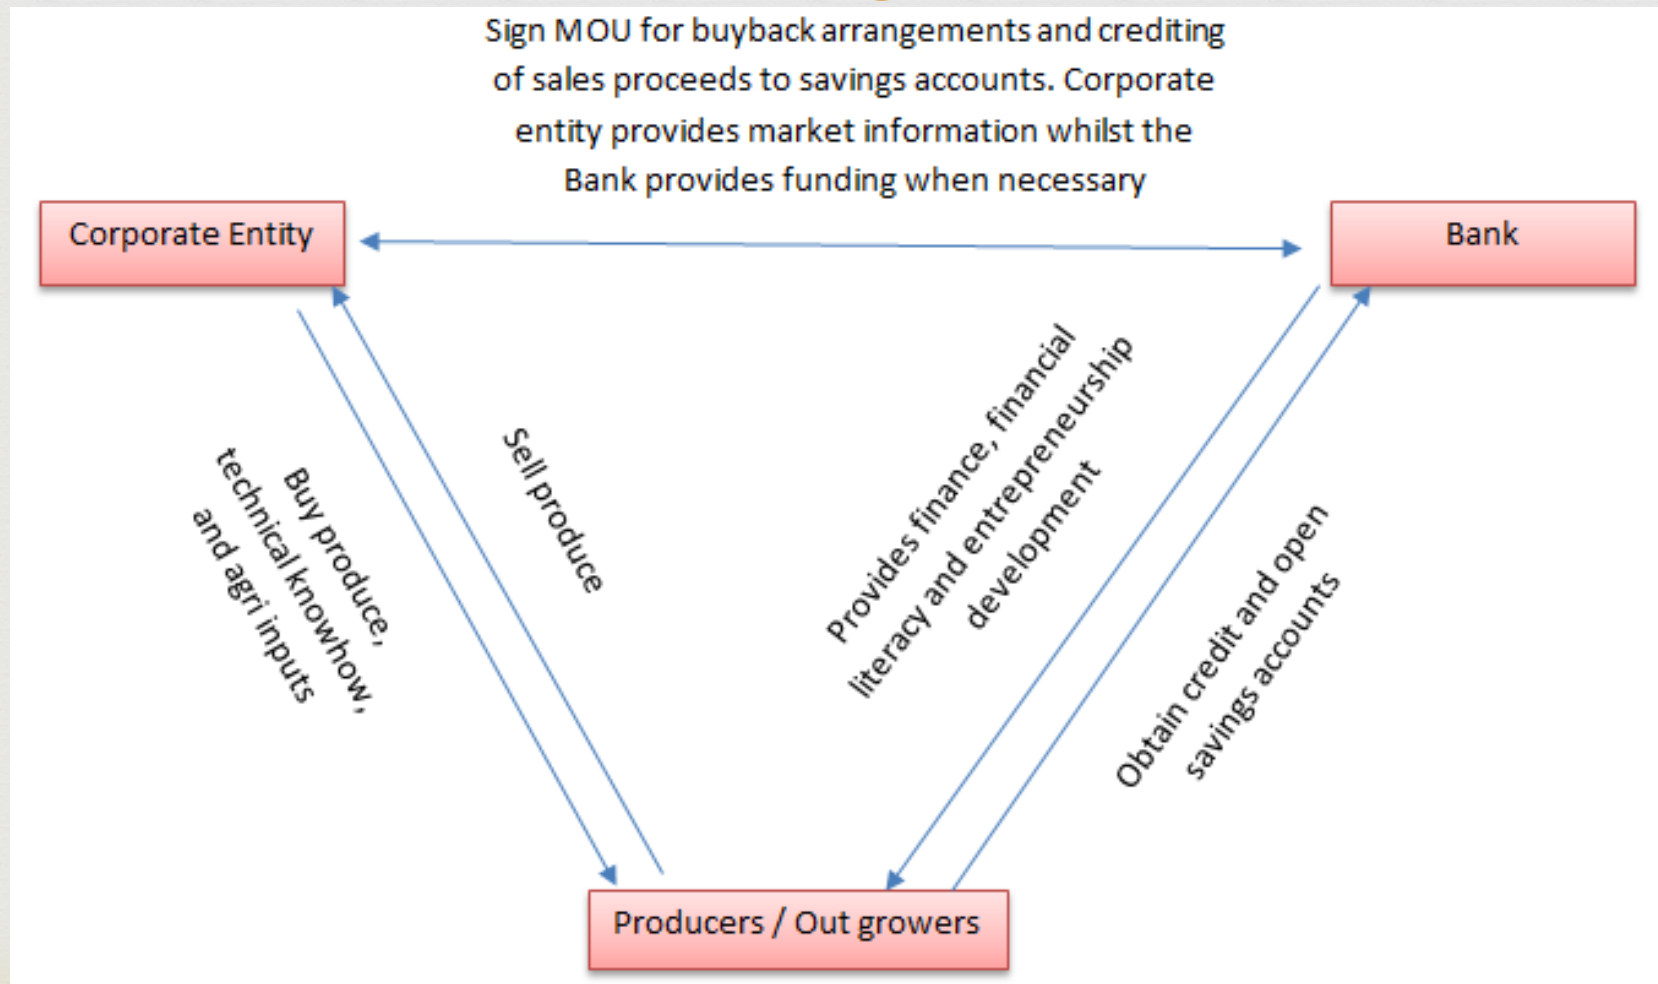 Sign MOU for buyback arrangements and crediting
of sales proceeds to savings accounts. Corporate
entity provides market information whilst the
Bank provides funding when necessary
Corporate Entity
Bank
Buy produce,
technical knowhow,
and agri inputs
Sell produce
Provides finance, financial
literacy and entrepreneurship
development
Obtain credit and open
savings accounts
Producers / Out growers